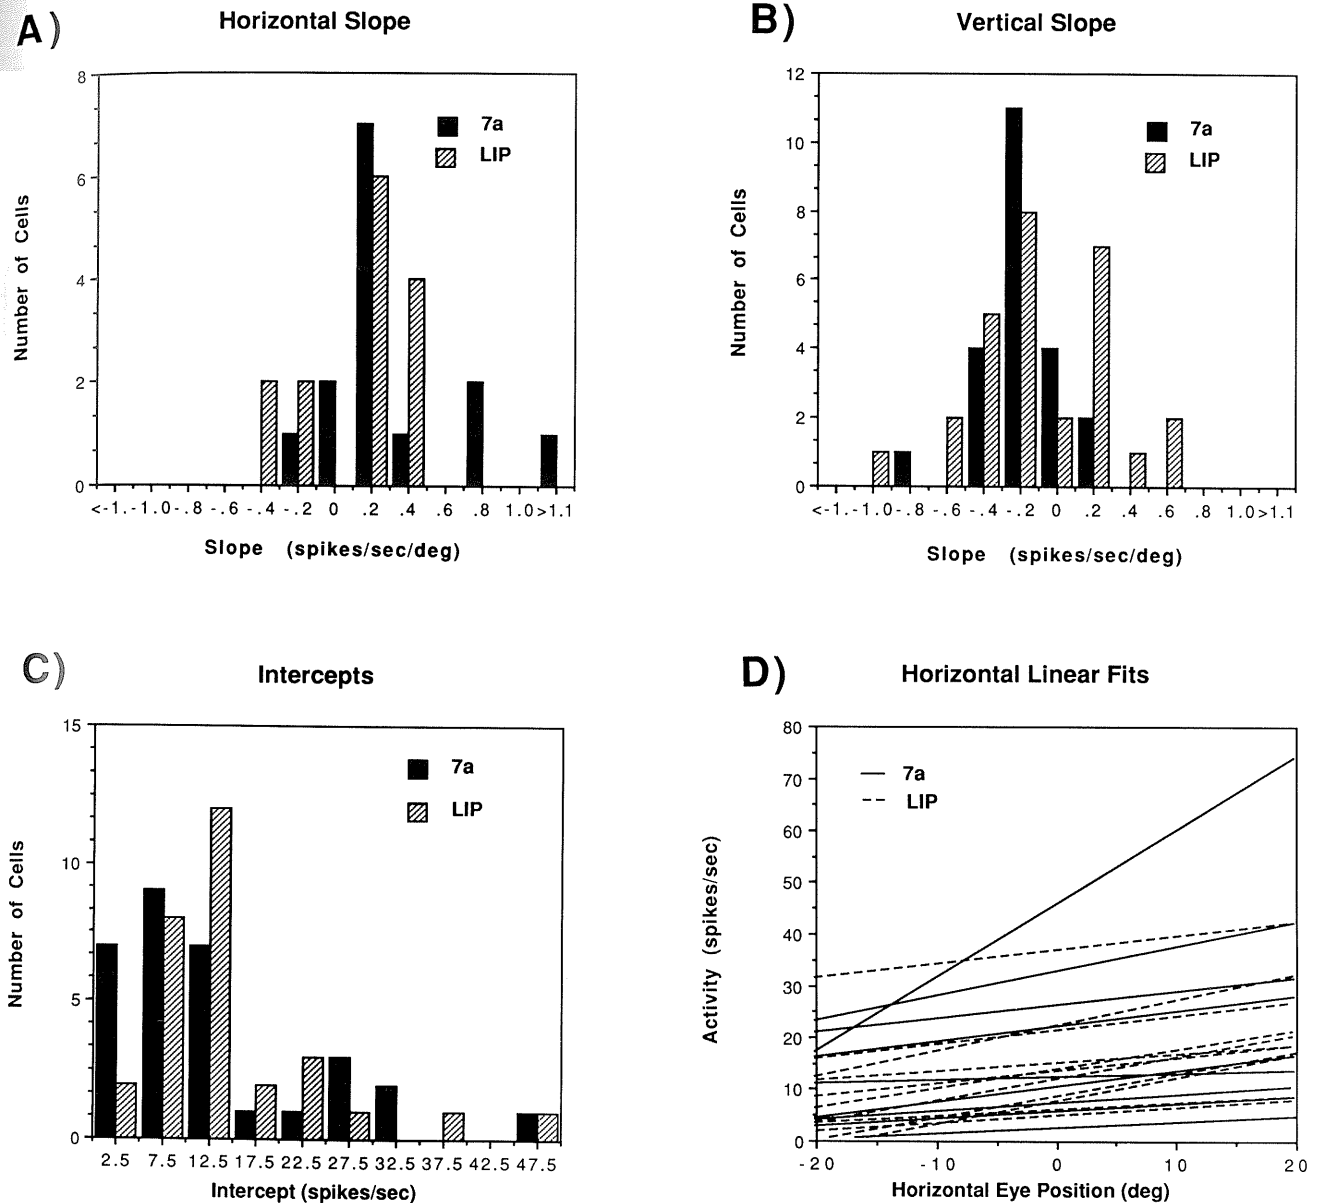 A) Horizontal Slope
8
6
4
2
0
Number of Cells
7a
LIP
<-1. -1.0 -.8 -.6 -.4 -.2 0 .2 .4 .6 .8 1.0 >1.1
Slope (spikes/sec/deg)
B) Vertical Slope
12
10
8
6
4
2
0
Number of Cells
7a
LIP
<-1. -1.0 -.8 -.6 -.4 -.2 0 .2 .4 .6 .8 1.0 >1.1
Slope (spikes/sec/deg)
C) Intercepts
15
10
5
0
Number of Cells
7a
LIP
2.5 7.5 12.5 17.5 22.5 27.5 32.5 37.5 42.5 47.5
Intercept (spikes/sec)
D) Horizontal Linear Fits
80
70
60
50
40
30
20
10
0
Activity (spikes/sec)
7a
LIP
-20 -10 0 10 20
Horizontal Eye Position (deg)